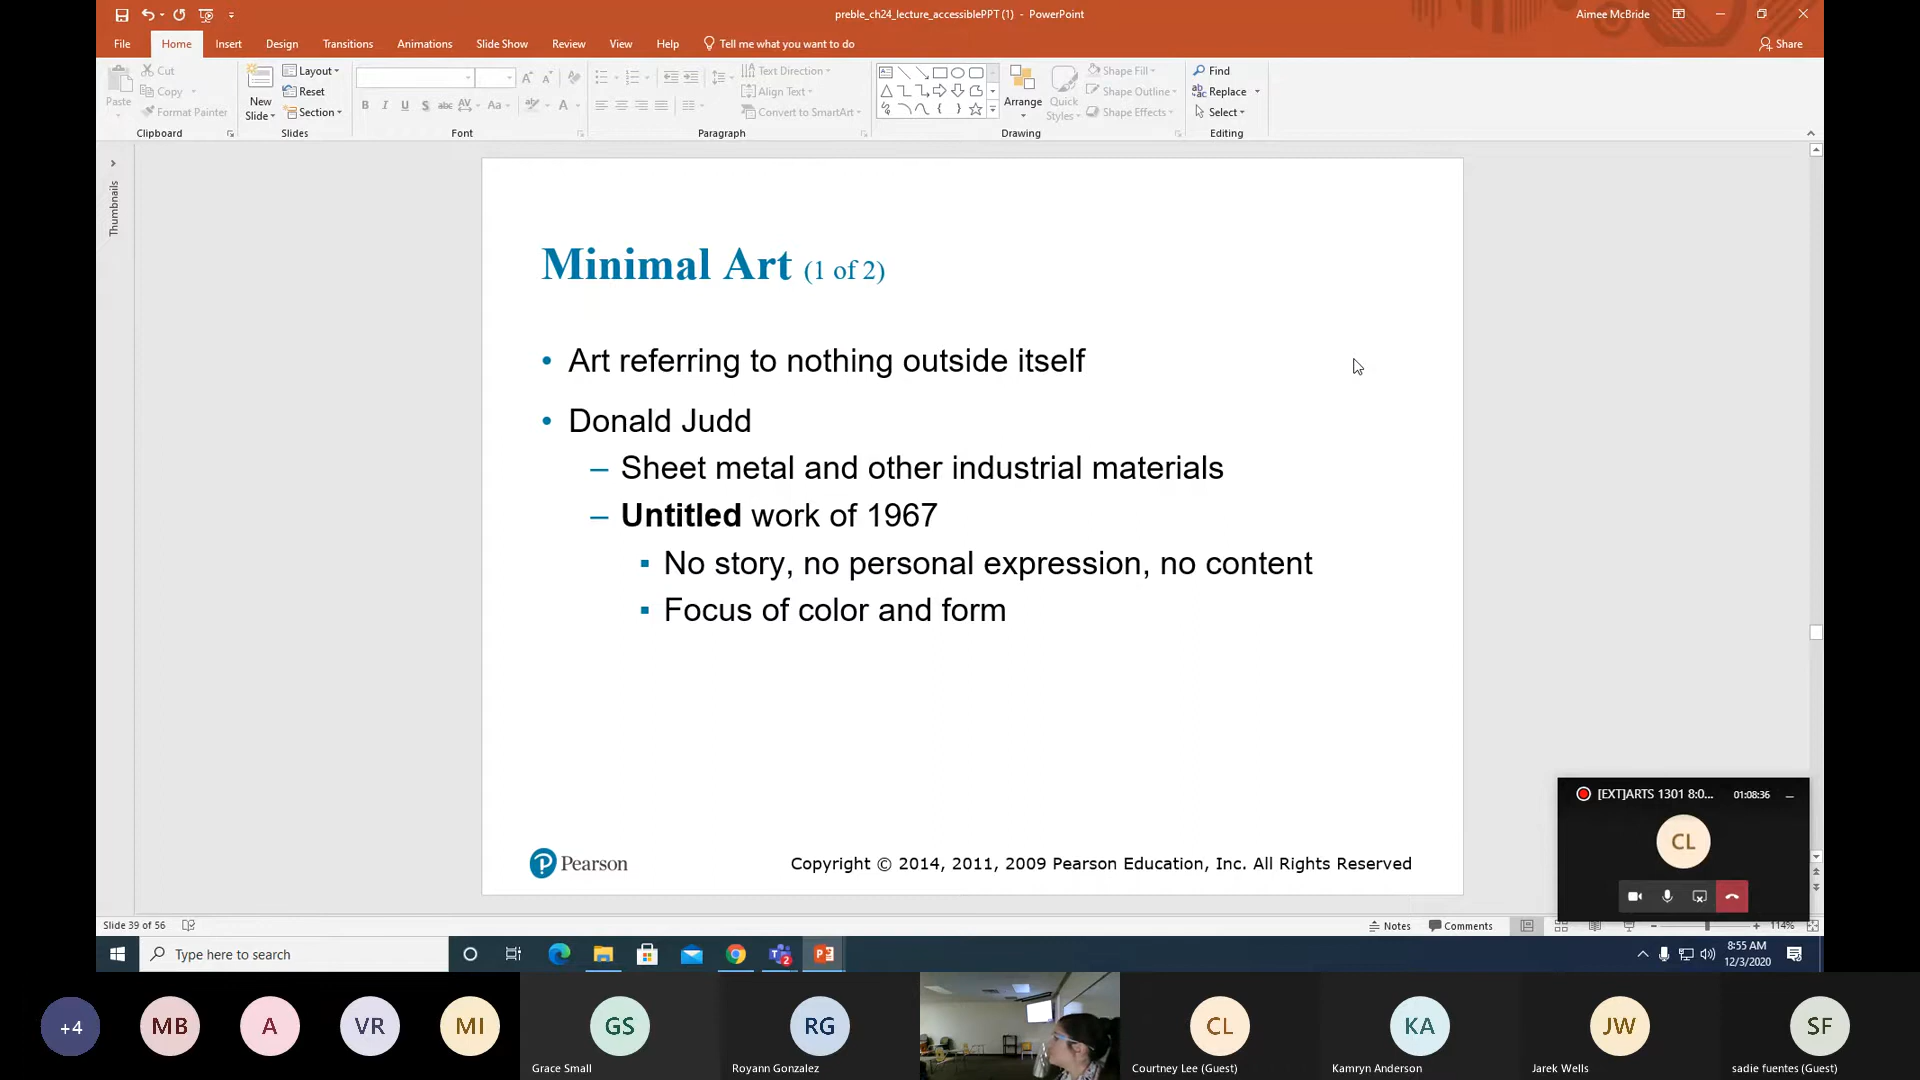 preble_ch24_lecture_accessiblePPT (1) - PowerPoint
Aimee McBride
File Home Insert Design Transitions Animations Slide Show Review View Help Tell me what you want to do
Share
Paste
Cut
Copy
Format Painter
Clipboard
New Slide
Layout
Reset
Section
Slides
B I U S abc AV Aa A
Font
Text Direction
Align Text
Convert to SmartArt
Paragraph
Arrange
Quick Styles
Shape Fill
Shape Outline
Shape Effects
Drawing
Find
Replace
Select
Editing
Thumbnails
Minimal Art (1 of 2)
• Art referring to nothing outside itself
• Donald Judd
– Sheet metal and other industrial materials
– Untitled work of 1967
▪ No story, no personal expression, no content
▪ Focus of color and form
Pearson
Copyright © 2014, 2011, 2009 Pearson Education, Inc. All Rights Reserved
[EXT]ARTS 1301 8:0... 01:08:36
CL
Slide 39 of 56
Notes Comments 114%
Type here to search
8:55 AM
12/3/2020
+4 MB A VR MI GS RG CL KA JW SF
Grace Small Royann Gonzalez Courtney Lee (Guest) Kamryn Anderson Jarek Wells sadie fuentes (Guest)